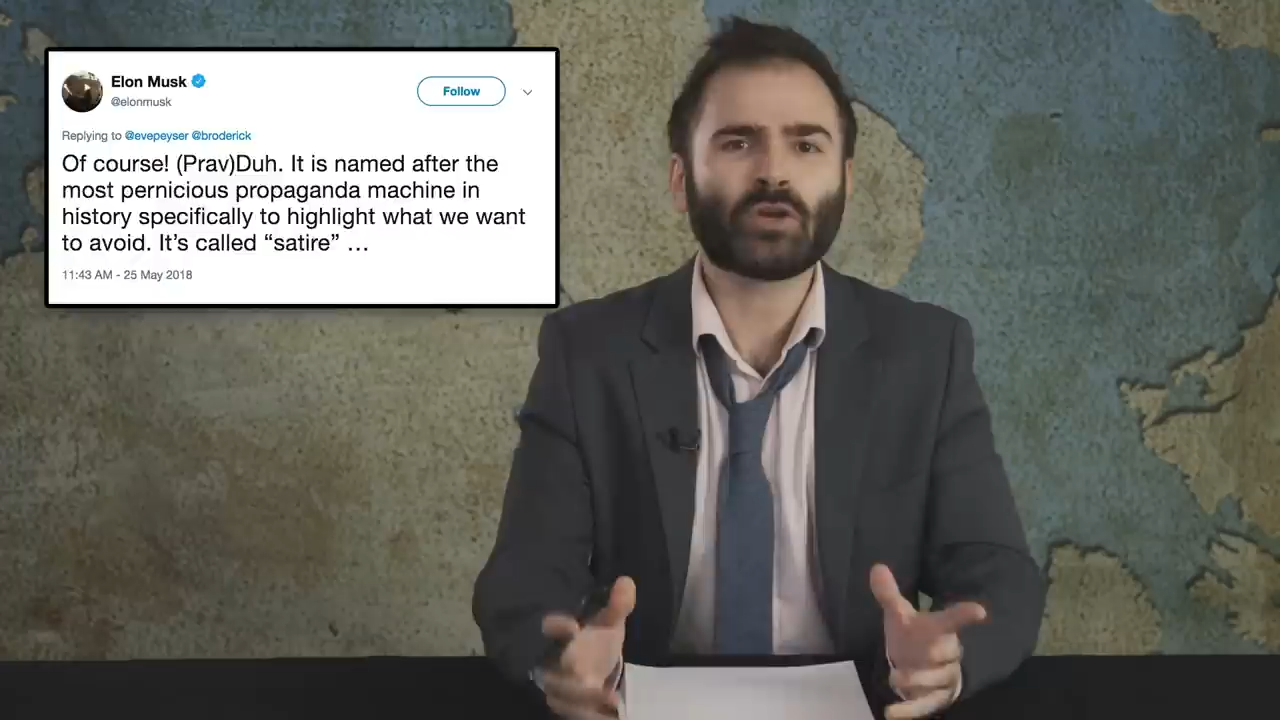 Elon Musk
@elonmusk
Follow
Replying to @evepeyser @broderick
Of course! (Prav)Duh. It is named after the
most pernicious propaganda machine in
history specifically to highlight what we want
to avoid. It’s called “satire” …
11:43 AM - 25 May 2018